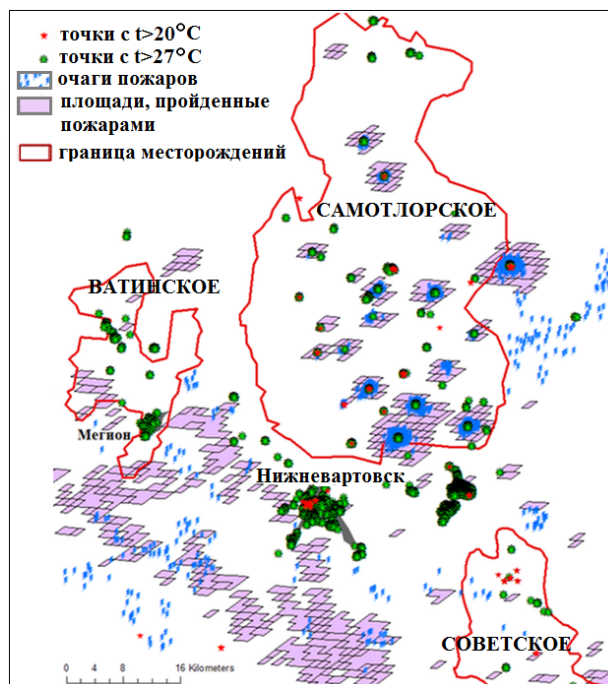 точки с t>20°C
точки с t>27°C
очаги пожаров
площади, пройденные
пожарами
граница месторождений
САМОТЛОРСКОЕ
ВАТИНСКОЕ
Мегион
Нижневартовск
СОВЕТСКОЕ
0 4 8 16 Kilometers